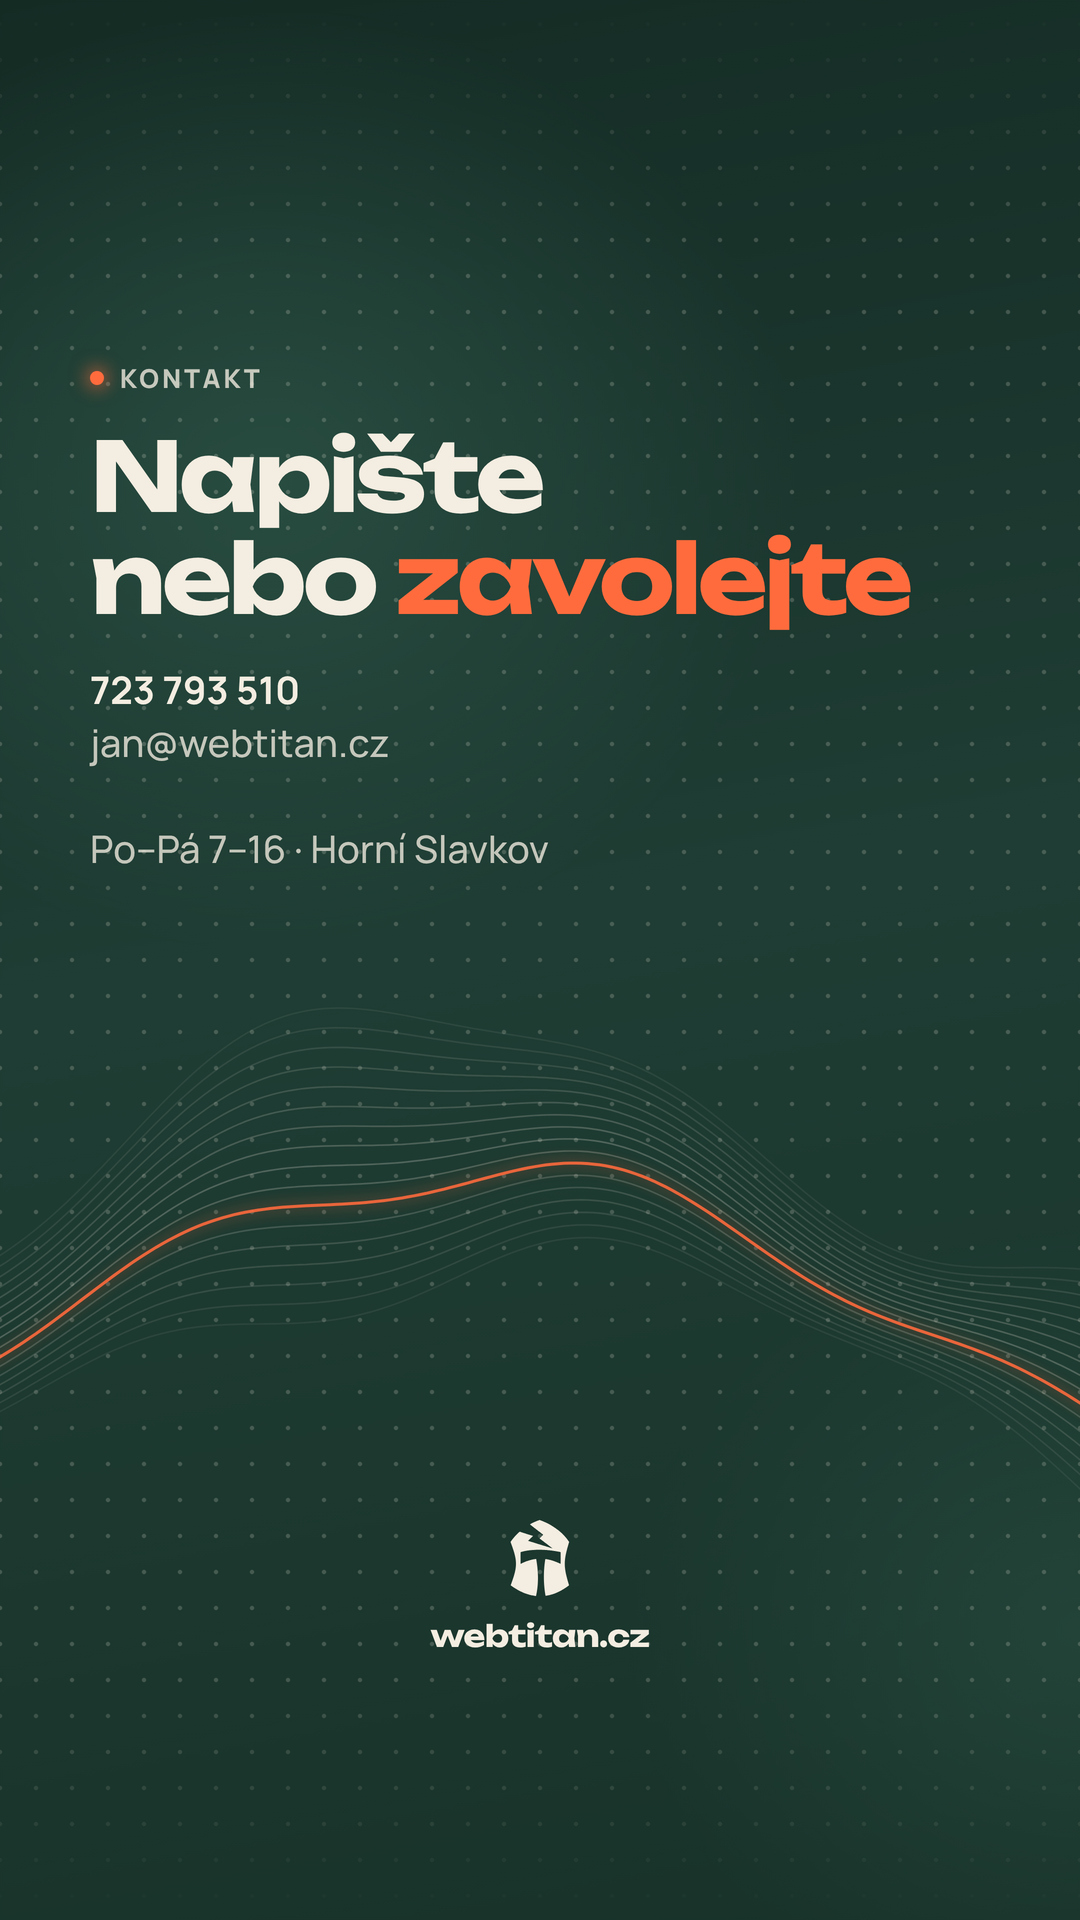 KONTAKT
Napište
nebo zavolejte
723 793 510
jan@webtitan.cz
Po–Pá 7–16 · Horní Slavkov
webtitan.cz